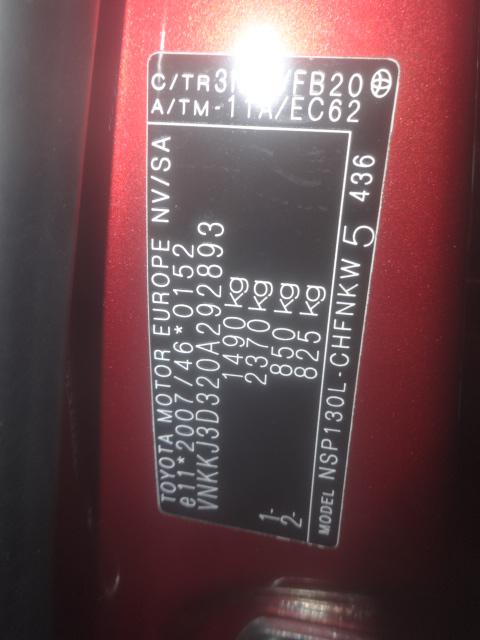 TOYOTA MOTOR EUROPE NV/SA
e11*2007/46*0152
VNKKJ3D320A292893
1490 kg
2370 kg
1- 850 kg
2- 825 kg
MODEL NSP130L-CHFNKW 5 436
C/TR /FB20
A/TM -11A/EC62